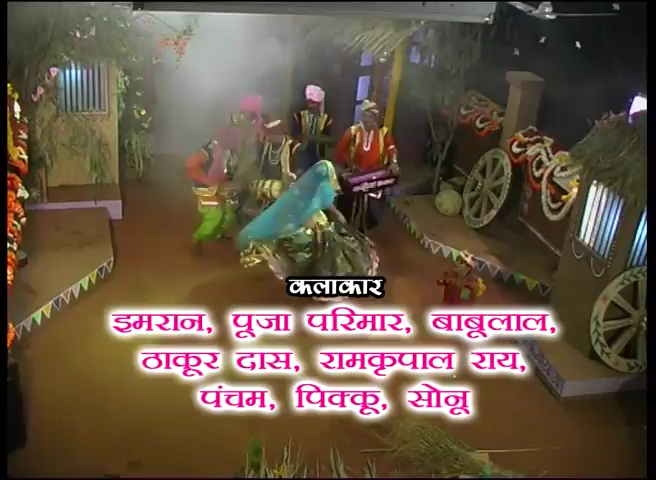 कलाकार
इमरान, पूजा परिमार, बाबूलाल,
ठाकुर दास, रामकृपाल राय,
पंचम, पिक्कू, सोनू